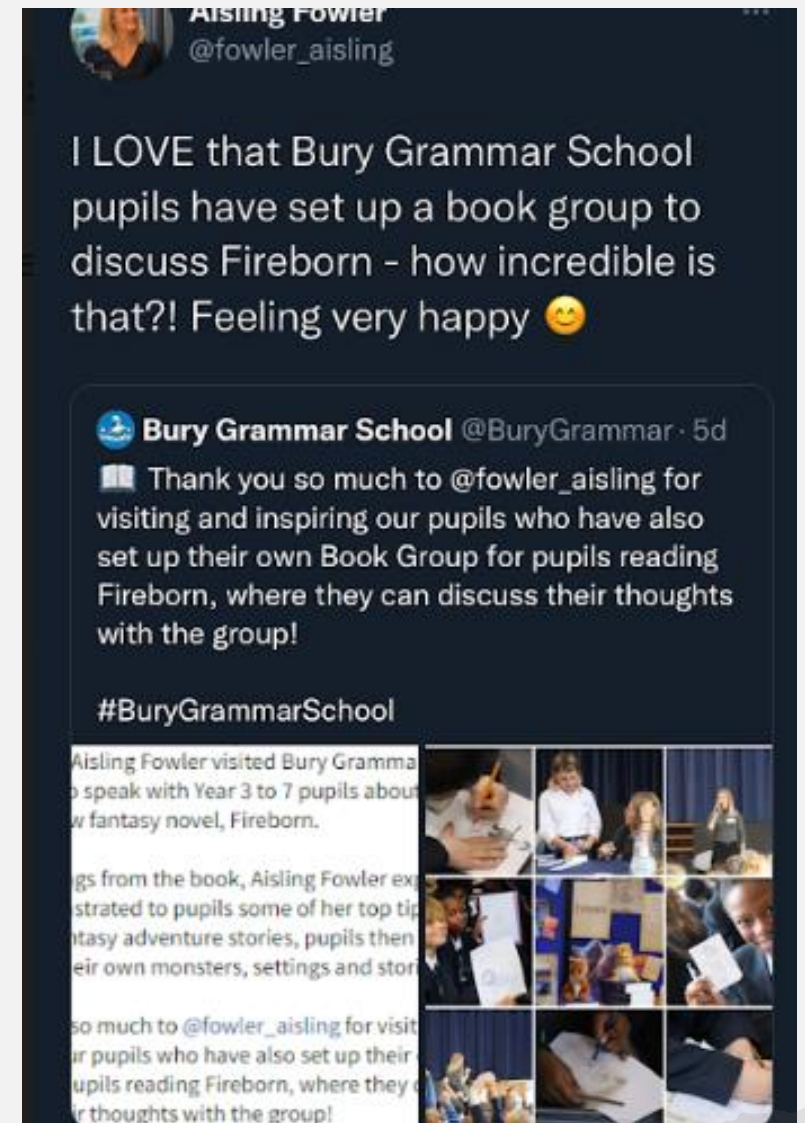 Aisling Fowler
@fowler_aisling
I LOVE that Bury Grammar School
pupils have set up a book group to
discuss Fireborn - how incredible is
that?! Feeling very happy 😊
Bury Grammar School @BuryGrammar · 5d
📖 Thank you so much to @fowler_aisling for
visiting and inspiring our pupils who have also
set up their own Book Group for pupils reading
Fireborn, where they can discuss their thoughts
with the group!
#BuryGrammarSchool
Aisling Fowler visited Bury Gramma
o speak with Year 3 to 7 pupils about
w fantasy novel, Fireborn.
gs from the book, Aisling Fowler exp
strated to pupils some of her top tip
ntasy adventure stories, pupils then
eir own monsters, settings and stori
so much to @fowler_aisling for visit
ur pupils who have also set up their
upils reading Fireborn, where they c
ir thoughts with the group!